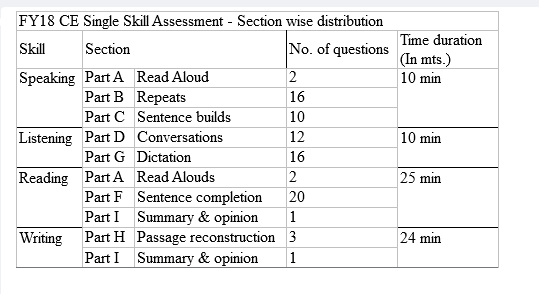 FY18 CE Single Skill Assessment - Section wise distribution
Skill Section No. of questions Time duration
(In mts.)
Speaking Part A Read Aloud 2 10 min
Part B Repeats 16
Part C Sentence builds 10
Listening Part D Conversations 12 10 min
Part G Dictation 16
Reading Part A Read Alouds 2 25 min
Part F Sentence completion 20
Part I Summary & opinion 1
Writing Part H Passage reconstruction 3 24 min
Part I Summary & opinion 1